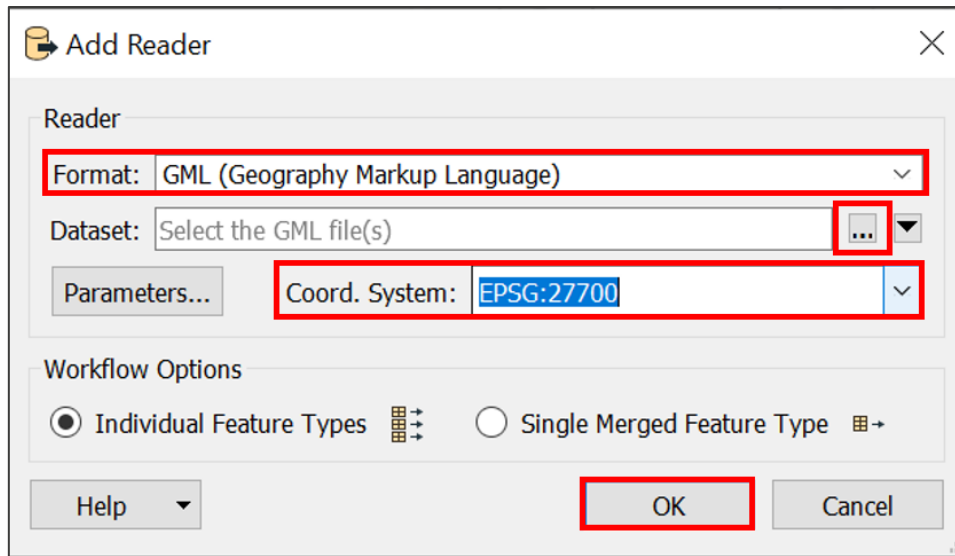 Add Reader
Reader
Format: GML (Geography Markup Language)
Dataset: Select the GML file(s) ...
Parameters... Coord. System: EPSG:27700
Workflow Options
Individual Feature Types Single Merged Feature Type
Help OK Cancel